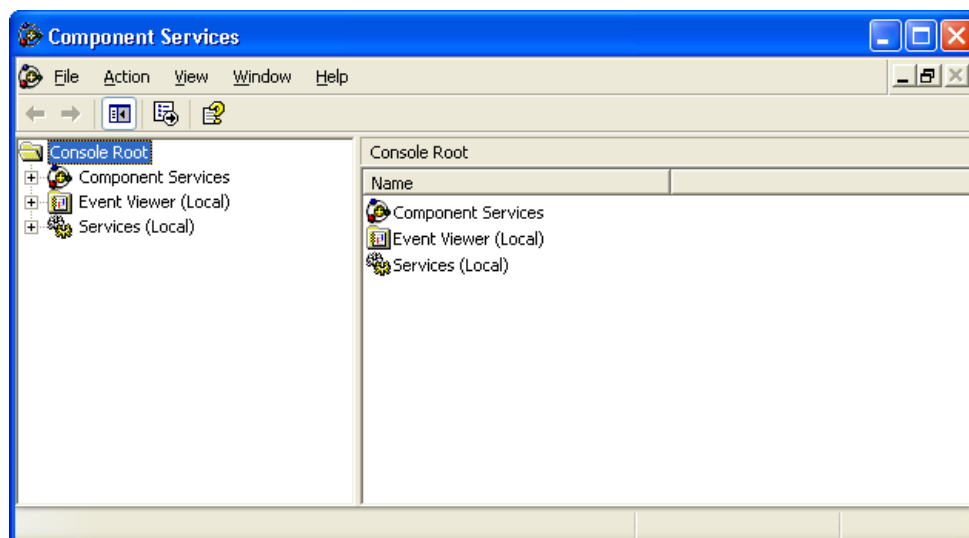 Component Services
File Action View Window Help
Console Root
Component Services
Event Viewer (Local)
Services (Local)
Console Root
Name
Component Services
Event Viewer (Local)
Services (Local)